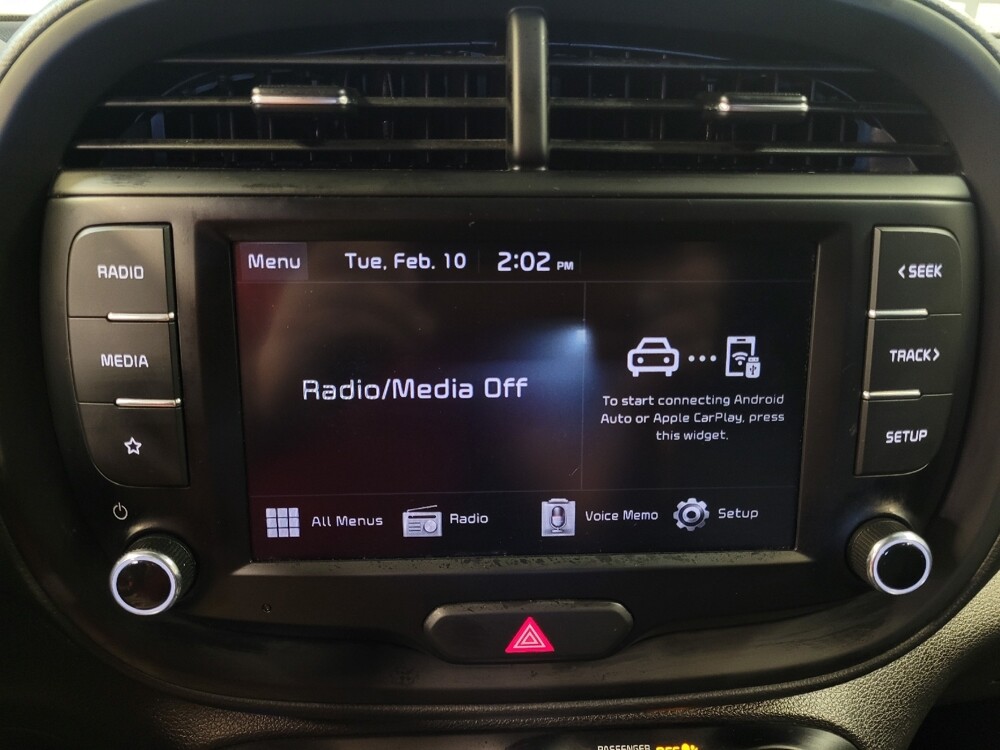 RADIO
MEDIA
Menu
Tue, Feb. 10
2:02 PM
Radio/Media Off
To start connecting Android
Auto or Apple CarPlay, press
this widget.
All Menus
Radio
Voice Memo
Setup
<SEEK
TRACK>
SETUP
PASSENGER